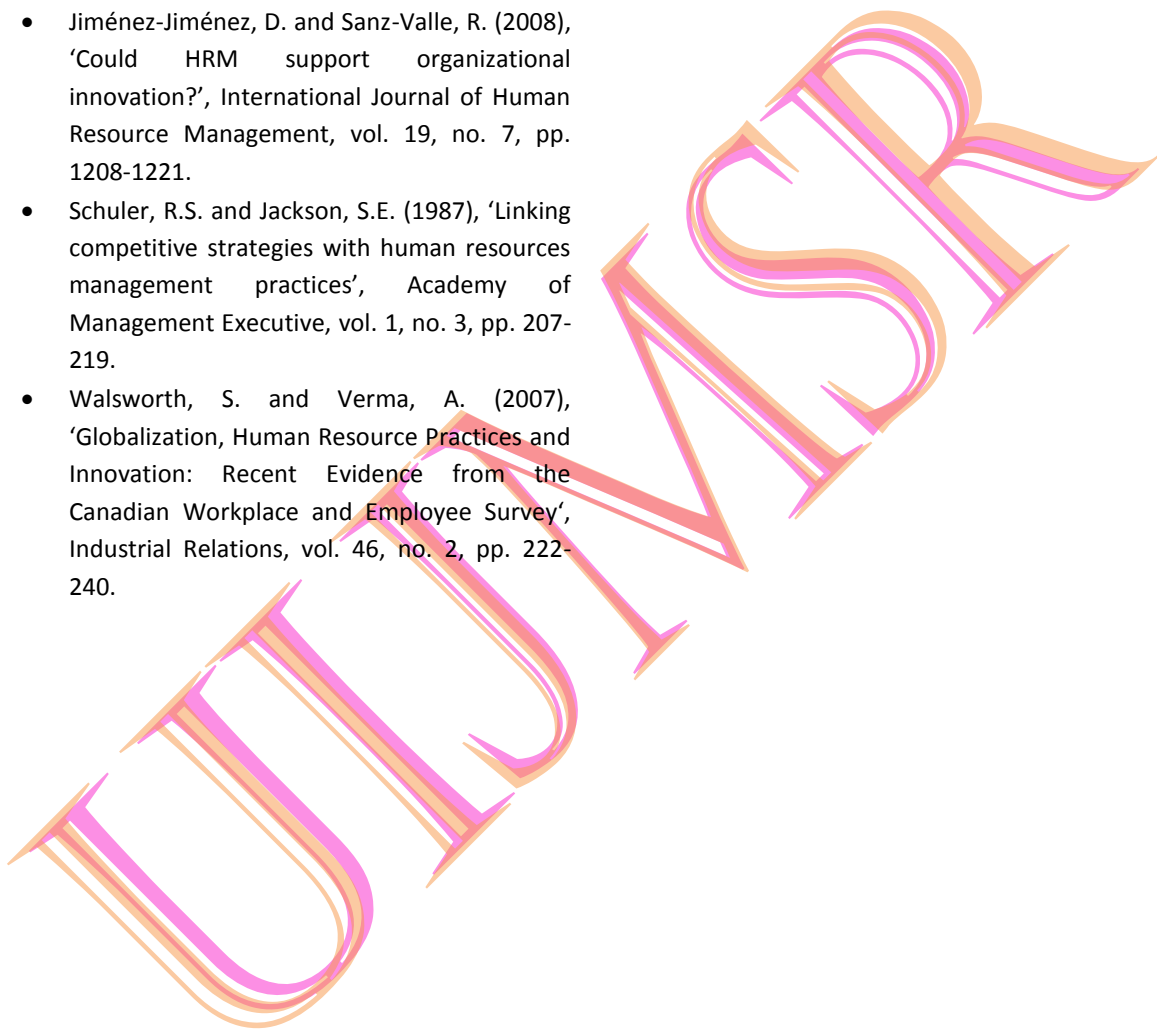 • Jiménez-Jiménez, D. and Sanz-Valle, R. (2008),
‘Could HRM support organizational
innovation?’, International Journal of Human
Resource Management, vol. 19, no. 7, pp.
1208-1221.
• Schuler, R.S. and Jackson, S.E. (1987), ‘Linking
competitive strategies with human resources
management practices’, Academy of
Management Executive, vol. 1, no. 3, pp. 207-
219.
• Walsworth, S. and Verma, A. (2007),
‘Globalization, Human Resource Practices and
Innovation: Recent Evidence from the
Canadian Workplace and Employee Survey‘,
Industrial Relations, vol. 46, no. 2, pp. 222-
240.
UIJMSR